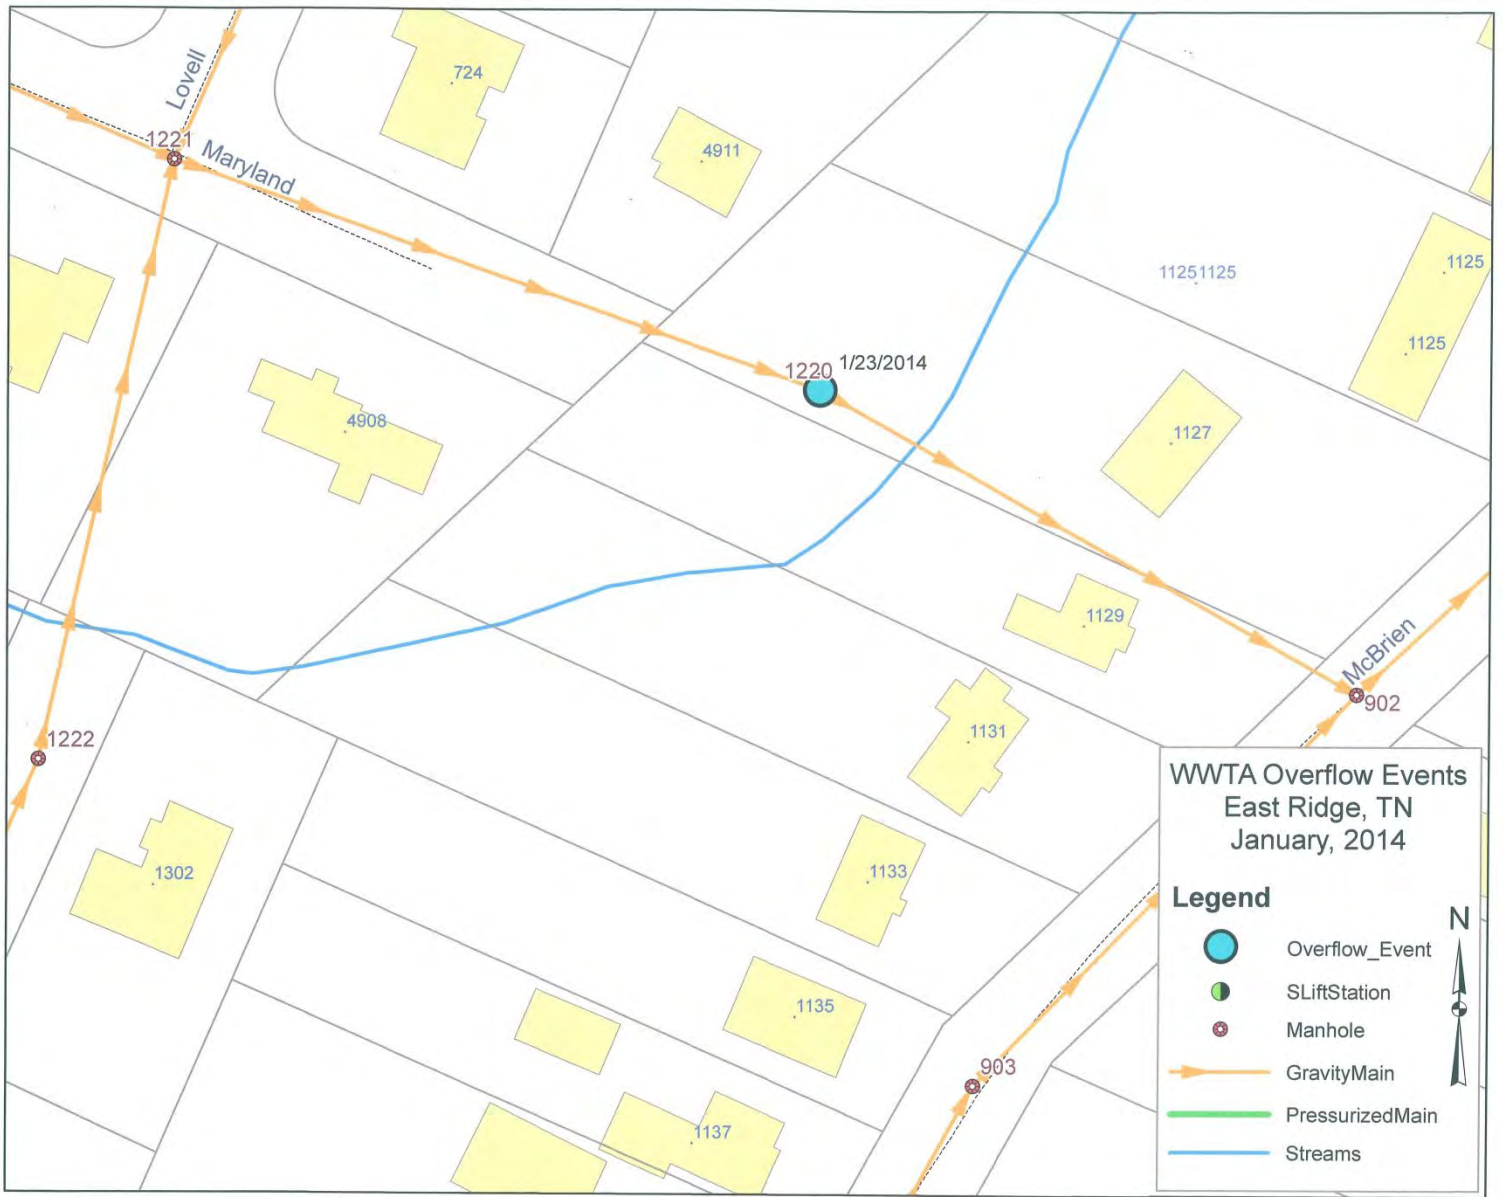 Lovell
724
1221
Maryland
4911
1125
11251125
1125
1220
1/23/2014
4908
1127
1129
McBrien
902
1222
1131
1302
1133
1135
903
1137
WWTA Overflow Events
East Ridge, TN
January, 2014
Legend
N
Overflow_Event
SLiftStation
Manhole
GravityMain
PressurizedMain
Streams